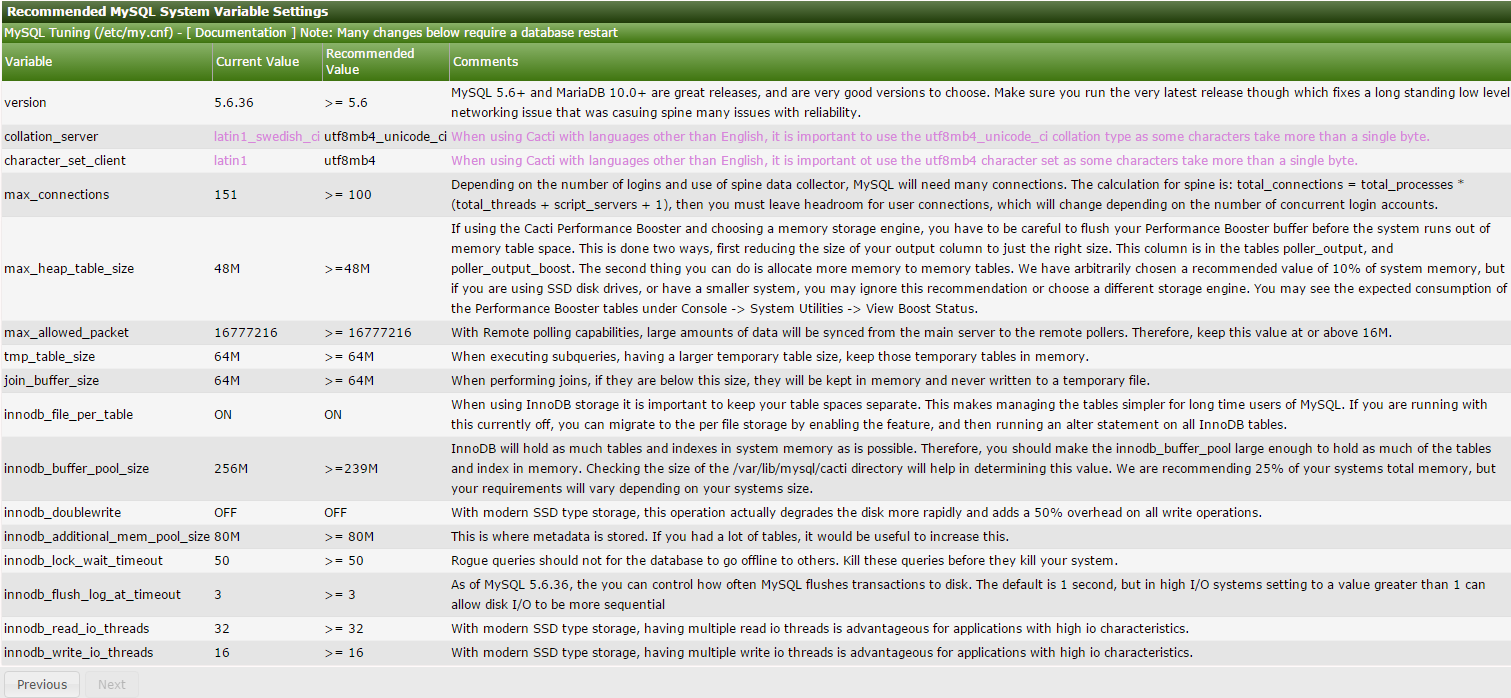 Recommended MySQL System Variable Settings
MySQL Tuning (/etc/my.cnf) - [ Documentation ] Note: Many changes below require a database restart
Variable Current Value Recommended Value Comments
version 5.6.36 >= 5.6 MySQL 5.6+ and MariaDB 10.0+ are great releases, and are very good versions to choose. Make sure you run the very latest release though which fixes a long standing low level
networking issue that was casuing spine many issues with reliability.
collation_server latin1_swedish_ci utf8mb4_unicode_ci When using Cacti with languages other than English, it is important to use the utf8mb4_unicode_ci collation type as some characters take more than a single byte.
character_set_client latin1 utf8mb4 When using Cacti with languages other than English, it is important ot use the utf8mb4 character set as some characters take more than a single byte.
max_connections 151 >= 100 Depending on the number of logins and use of spine data collector, MySQL will need many connections. The calculation for spine is: total_connections = total_processes *
(total_threads + script_servers + 1), then you must leave headroom for user connections, which will change depending on the number of concurrent login accounts.
max_heap_table_size 48M >=48M If using the Cacti Performance Booster and choosing a memory storage engine, you have to be careful to flush your Performance Booster buffer before the system runs out of
memory table space. This is done two ways, first reducing the size of your output column to just the right size. This column is in the tables poller_output, and
poller_output_boost. The second thing you can do is allocate more memory to memory tables. We have arbitrarily chosen a recommended value of 10% of system memory, but
if you are using SSD disk drives, or have a smaller system, you may ignore this recommendation or choose a different storage engine. You may see the expected consumption of
the Performance Booster tables under Console -> System Utilities -> View Boost Status.
max_allowed_packet 16777216 >= 16777216 With Remote polling capabilities, large amounts of data will be synced from the main server to the remote pollers. Therefore, keep this value at or above 16M.
tmp_table_size 64M >= 64M When executing subqueries, having a larger temporary table size, keep those temporary tables in memory.
join_buffer_size 64M >= 64M When performing joins, if they are below this size, they will be kept in memory and never written to a temporary file.
innodb_file_per_table ON ON When using InnoDB storage it is important to keep your table spaces separate. This makes managing the tables simpler for long time users of MySQL. If you are running with
this currently off, you can migrate to the per file storage by enabling the feature, and then running an alter statement on all InnoDB tables.
innodb_buffer_pool_size 256M >=239M InnoDB will hold as much tables and indexes in system memory as is possible. Therefore, you should make the innodb_buffer_pool large enough to hold as much of the tables
and index in memory. Checking the size of the /var/lib/mysql/cacti directory will help in determining this value. We are recommending 25% of your systems total memory, but
your requirements will vary depending on your systems size.
innodb_doublewrite OFF OFF With modern SSD type storage, this operation actually degrades the disk more rapidly and adds a 50% overhead on all write operations.
innodb_additional_mem_pool_size 80M >= 80M This is where metadata is stored. If you had a lot of tables, it would be useful to increase this.
innodb_lock_wait_timeout 50 >= 50 Rogue queries should not for the database to go offline to others. Kill these queries before they kill your system.
innodb_flush_log_at_timeout 3 >= 3 As of MySQL 5.6.36, the you can control how often MySQL flushes transactions to disk. The default is 1 second, but in high I/O systems setting to a value greater than 1 can
allow disk I/O to be more sequential
innodb_read_io_threads 32 >= 32 With modern SSD type storage, having multiple read io threads is advantageous for applications with high io characteristics.
innodb_write_io_threads 16 >= 16 With modern SSD type storage, having multiple write io threads is advantageous for applications with high io characteristics.
Previous Next